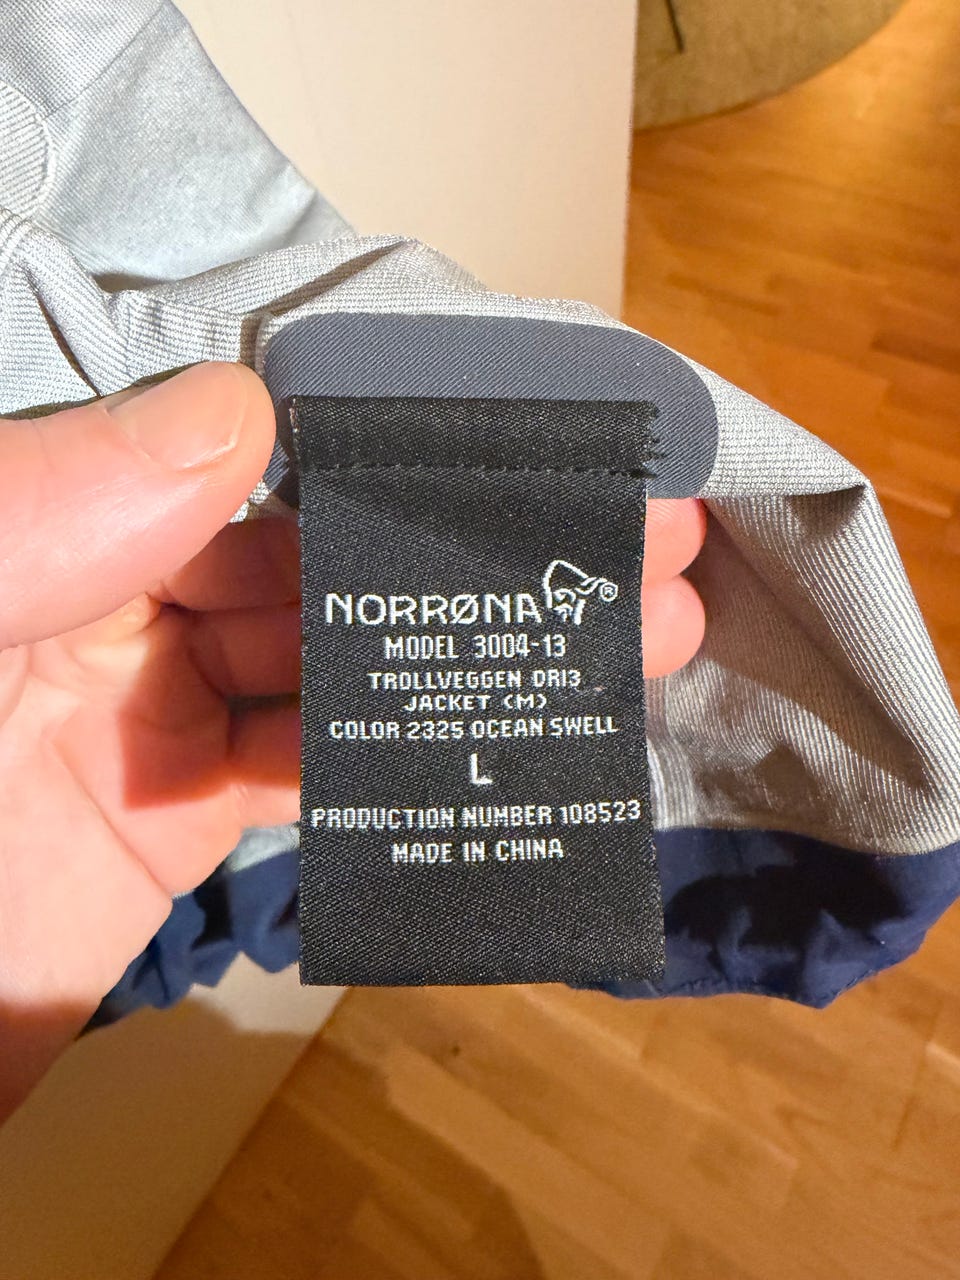 NORRØNA®
MODEL 3004-13
TROLLVEGGEN DRI3
JACKET (M)
COLOR 2325 OCEAN SWELL
L
PRODUCTION NUMBER 108523
MADE IN CHINA